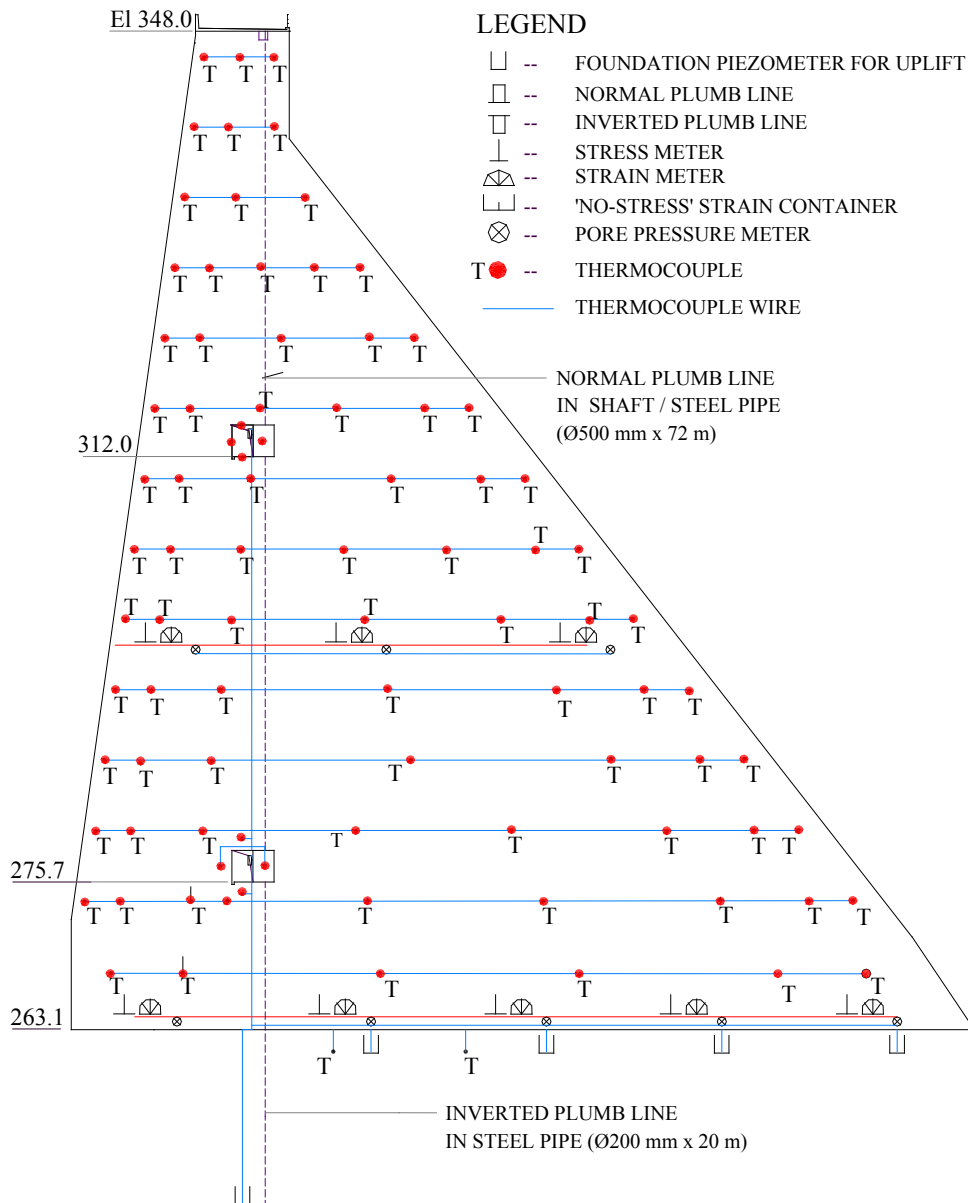 El 348.0
LEGEND
-- FOUNDATION PIEZOMETER FOR UPLIFT
-- NORMAL PLUMB LINE
-- INVERTED PLUMB LINE
-- STRESS METER
-- STRAIN METER
-- 'NO-STRESS' STRAIN CONTAINER
-- PORE PRESSURE METER
T -- THERMOCOUPLE
THERMOCOUPLE WIRE
T T T
T T T
T T T
T T T T T
T T T T T
NORMAL PLUMB LINE
IN SHAFT / STEEL PIPE
(Ø500 mm x 72 m)
T
T T T T T
312.0
T T T T T T
T
T T T T T T
T T T T
T T T
T T T T T T T
T T T T T T T
T T T T T T T T
275.7
T T T T T T T T T
T T T T T T
263.1
T T
INVERTED PLUMB LINE
IN STEEL PIPE (Ø200 mm x 20 m)